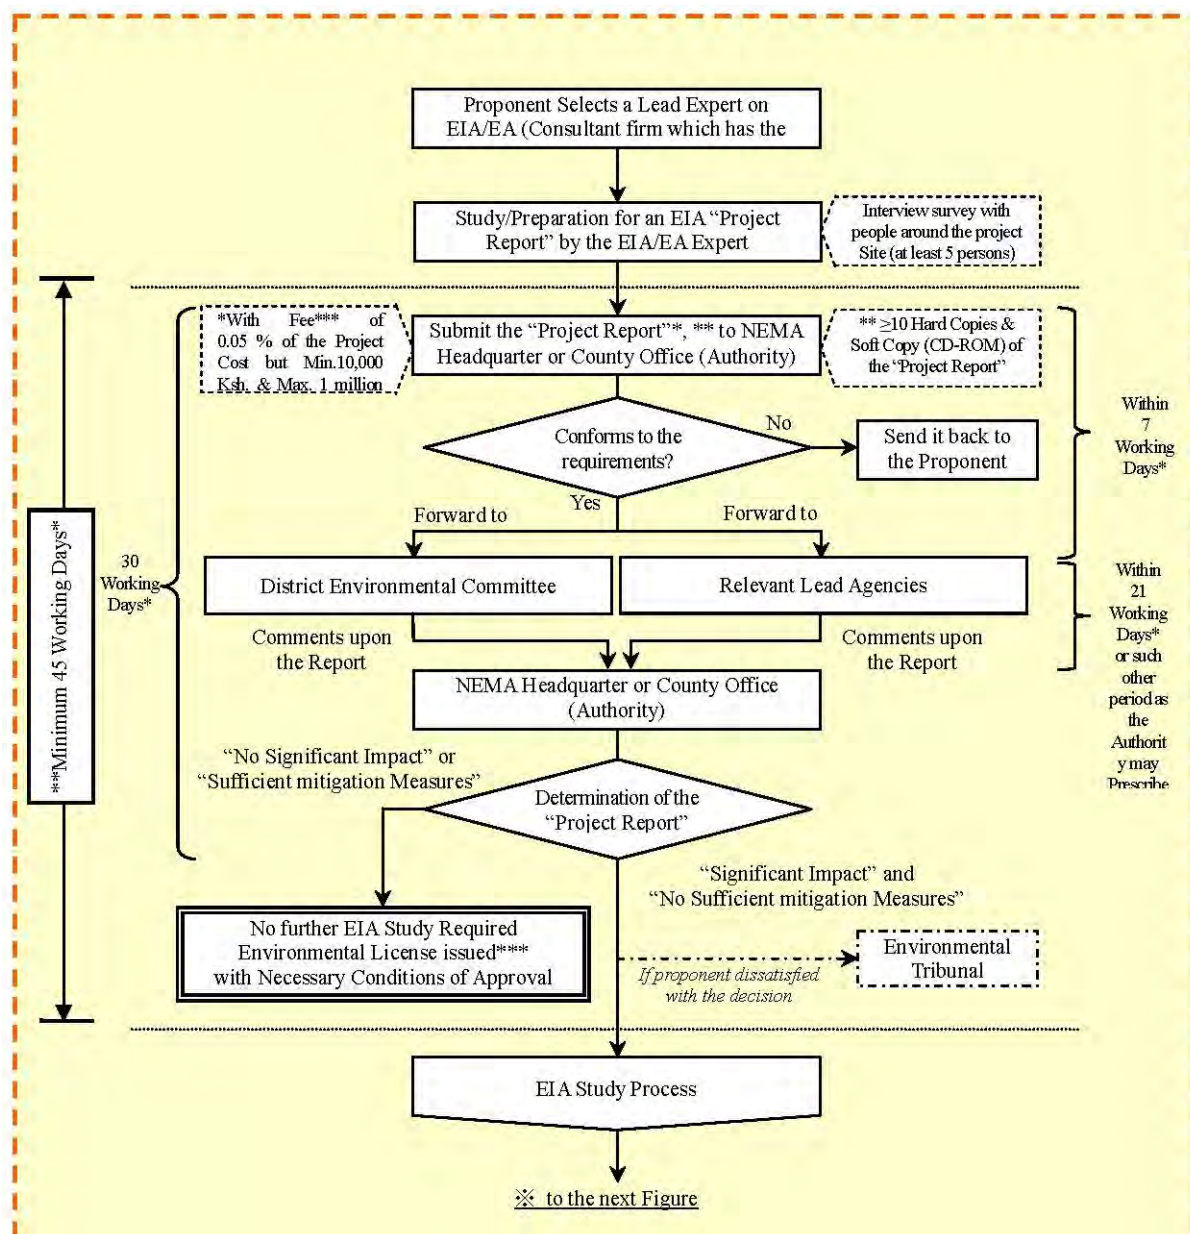 Proponent Selects a Lead Expert on
EIA/EA (Consultant firm which has the
Study/Preparation for an EIA “Project
Report” by the EIA/EA Expert
Interview survey with
people around the project
Site (at least 5 persons)
*With Fee*** of
0.05 % of the Project
Cost but Min.10,000
Ksh. & Max. 1 million
Submit the “Project Report”*, ** to NEMA
Headquarter or County Office (Authority)
** ≥10 Hard Copies &
Soft Copy (CD-ROM) of
the “Project Report”
Within
7
Working
Days*
Conforms to the
requirements?
No
Send it back to
the Proponent
Yes
Forward to
Forward to
**Minimum 45 Working Days*
30
Working
Days*
District Environmental Committee
Relevant Lead Agencies
Within
21
Working
Days*
or such
other
period as
the
Authorit
y may
Prescribe
Comments upon
the Report
Comments upon
the Report
NEMA Headquarter or County Office
(Authority)
“No Significant Impact” or
“Sufficient mitigation Measures”
Determination of the
“Project Report”
“Significant Impact” and
“No Sufficient mitigation Measures”
No further EIA Study Required
Environmental License issued***
with Necessary Conditions of Approval
If proponent dissatisfied
with the decision
Environmental
Tribunal
EIA Study Process
※ to the next Figure